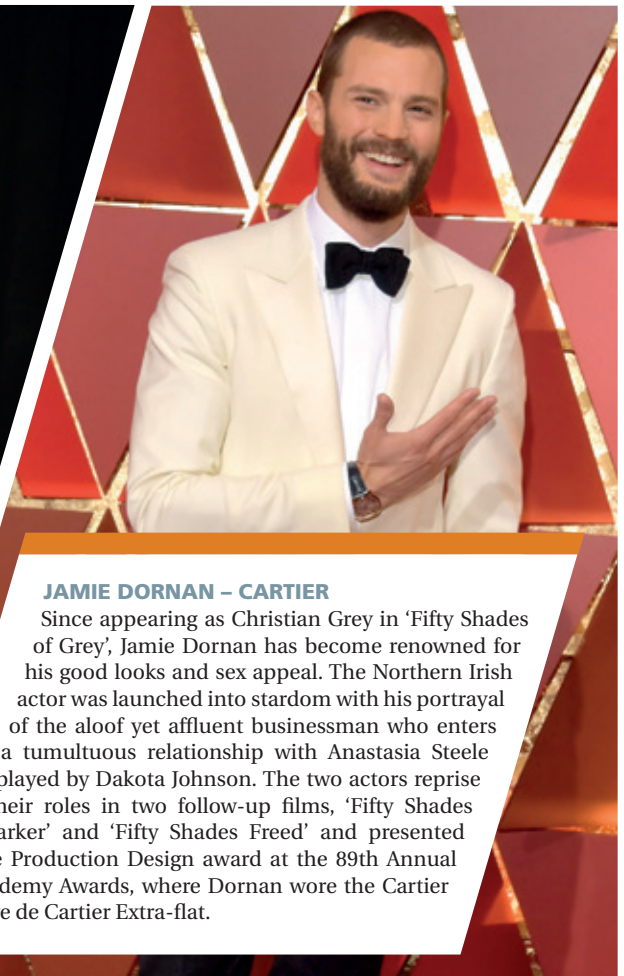 JAMIE DORNAN – CARTIER
Since appearing as Christian Grey in ‘Fifty Shades
of Grey’, Jamie Dornan has become renowned for
his good looks and sex appeal. The Northern Irish
actor was launched into stardom with his portrayal
of the aloof yet affluent businessman who enters
a tumultuous relationship with Anastasia Steele
played by Dakota Johnson. The two actors reprise
heir roles in two follow-up films, ‘Fifty Shades
arker’ and ‘Fifty Shades Freed’ and presented
e Production Design award at the 89th Annual
demy Awards, where Dornan wore the Cartier
e de Cartier Extra-flat.